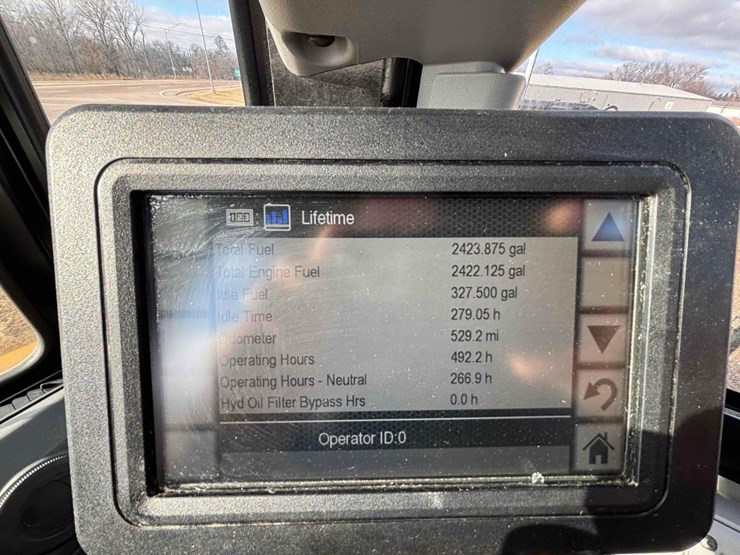 Lifetime
Total Fuel 2423.875 gal
Total Engine Fuel 2422.125 gal
Idle Fuel 327.500 gal
Idle Time 279.05 h
Odometer 529.2 mi
Operating Hours 492.2 h
Operating Hours - Neutral 266.9 h
Hyd Oil Filter Bypass Hrs 0.0 h
Operator ID:0